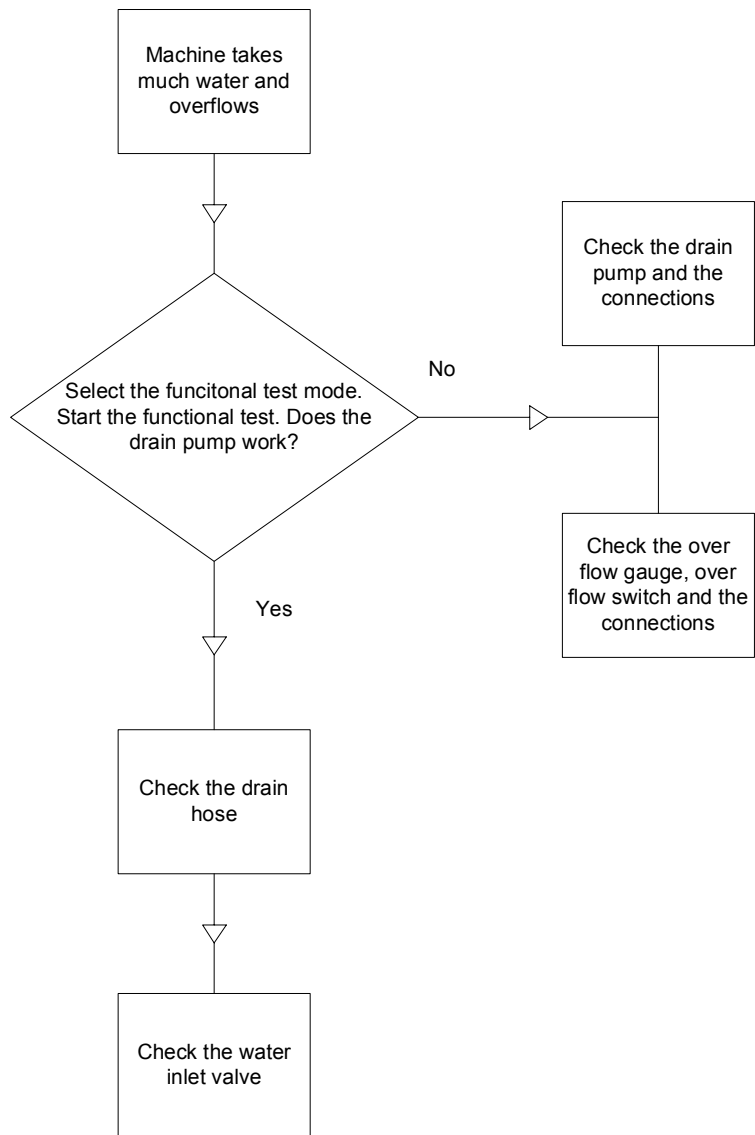 Machine takes
much water and
overflows
Check the drain
pump and the
connections
No
Select the funcitonal test mode.
Start the functional test. Does the
drain pump work?
Check the over
flow gauge, over
flow switch and the
connections
Yes
Check the drain
hose
Check the water
inlet valve